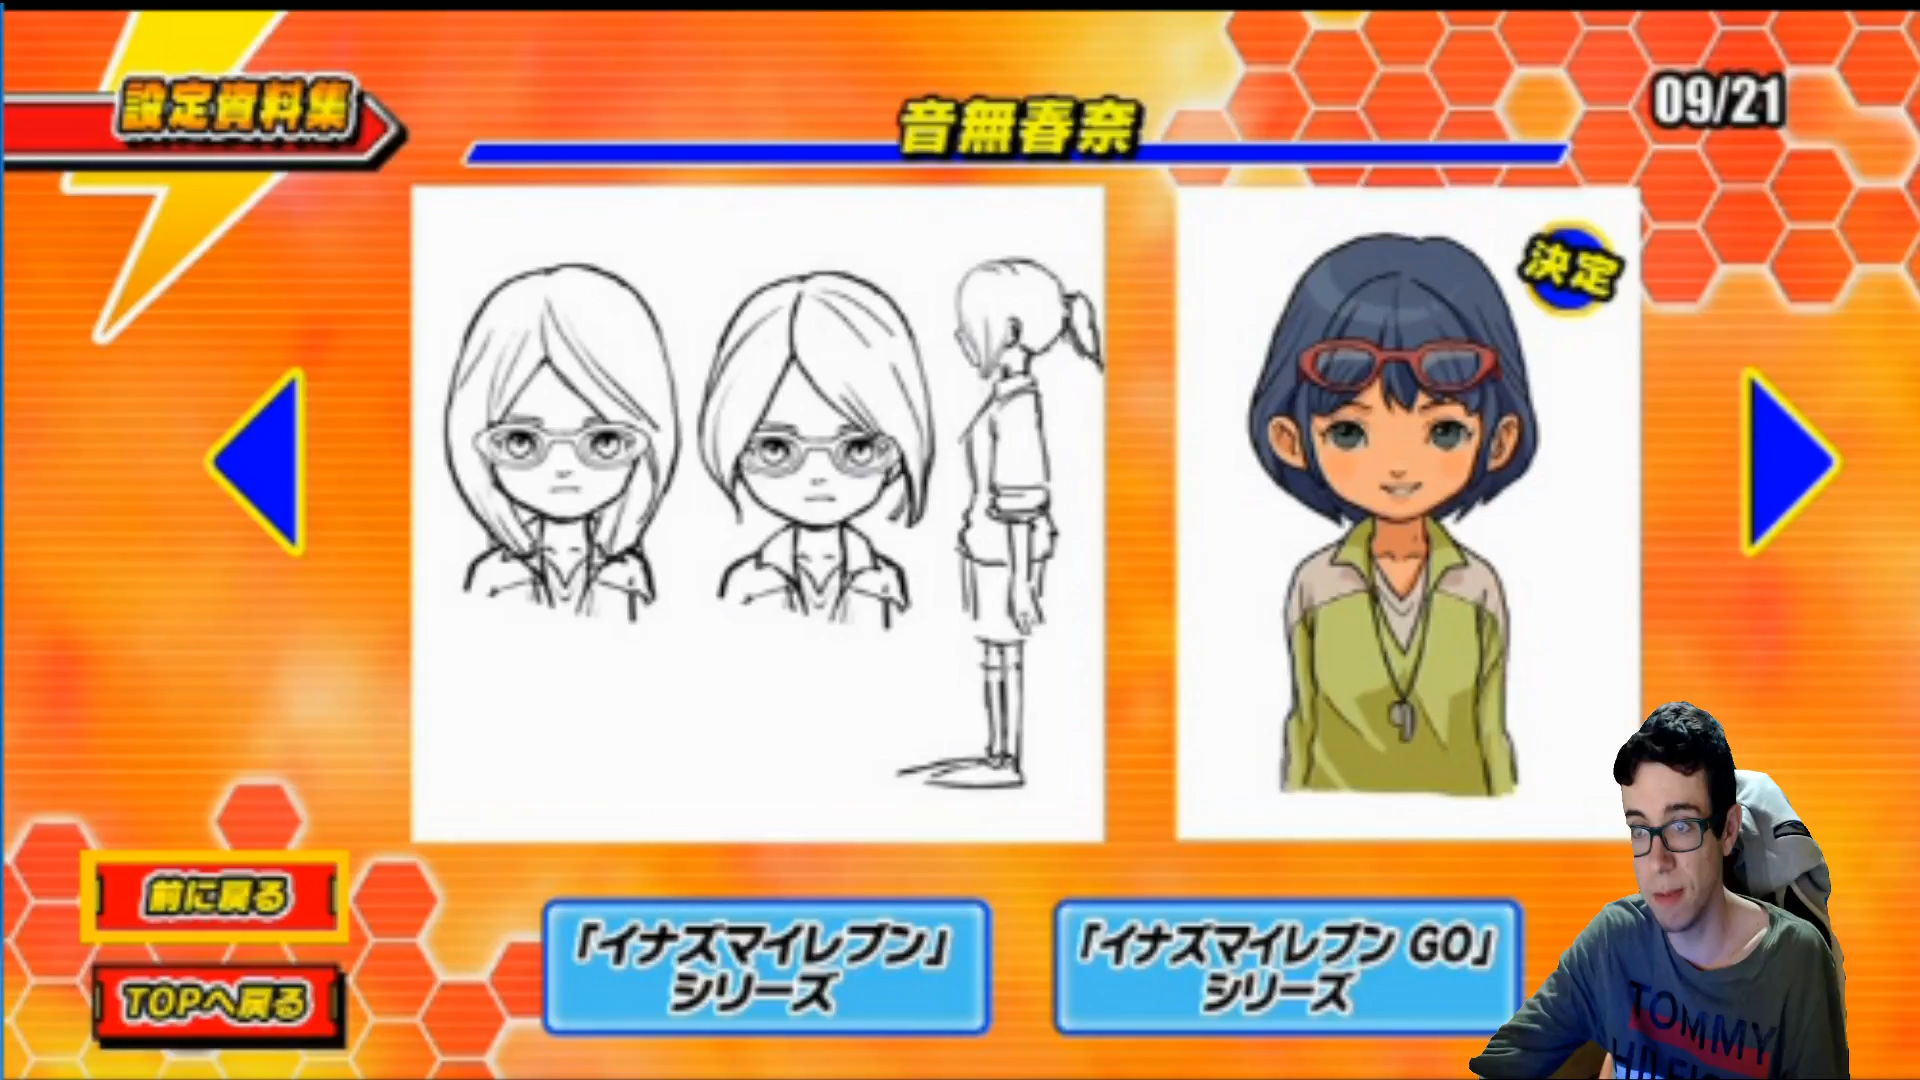 設定資料集
音無春奈
09/21
決定
前に戻る
TOPへ戻る
「イナズマイレブン」
シリーズ
「イナズマイレブン GO」
シリーズ
TOMMY